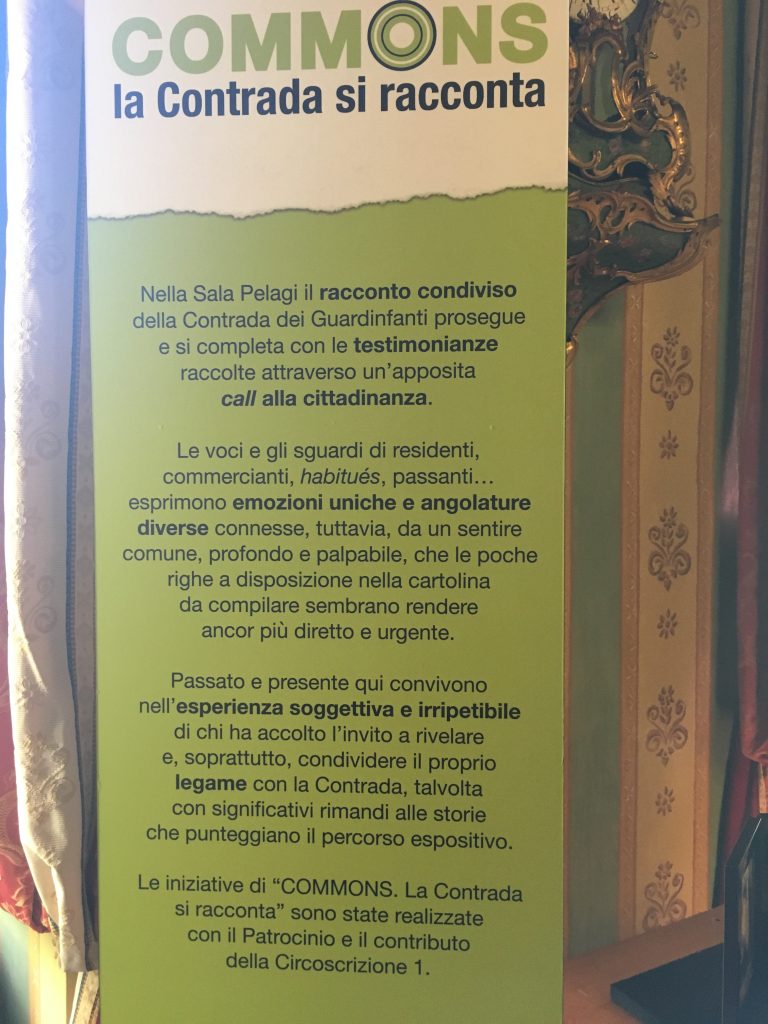 COMMONS
la Contrada si racconta
Nella Sala Pelagi il racconto condiviso
della Contrada dei Guardinfanti prosegue
e si completa con le testimonianze
raccolte attraverso un'apposita
call alla cittadinanza.
Le voci e gli sguardi di residenti,
commercianti, habitués, passanti…
esprimono emozioni uniche e angolature
diverse connesse, tuttavia, da un sentire
comune, profondo e palpabile, che le poche
righe a disposizione nella cartolina
da compilare sembrano rendere
ancor più diretto e urgente.
Passato e presente qui convivono
nell'esperienza soggettiva e irripetibile
di chi ha accolto l'invito a rivelare
e, soprattutto, condividere il proprio
legame con la Contrada, talvolta
con significativi rimandi alle storie
che punteggiano il percorso espositivo.
Le iniziative di “COMMONS. La Contrada
si racconta” sono state realizzate
con il Patrocinio e il contributo
della Circoscrizione 1.